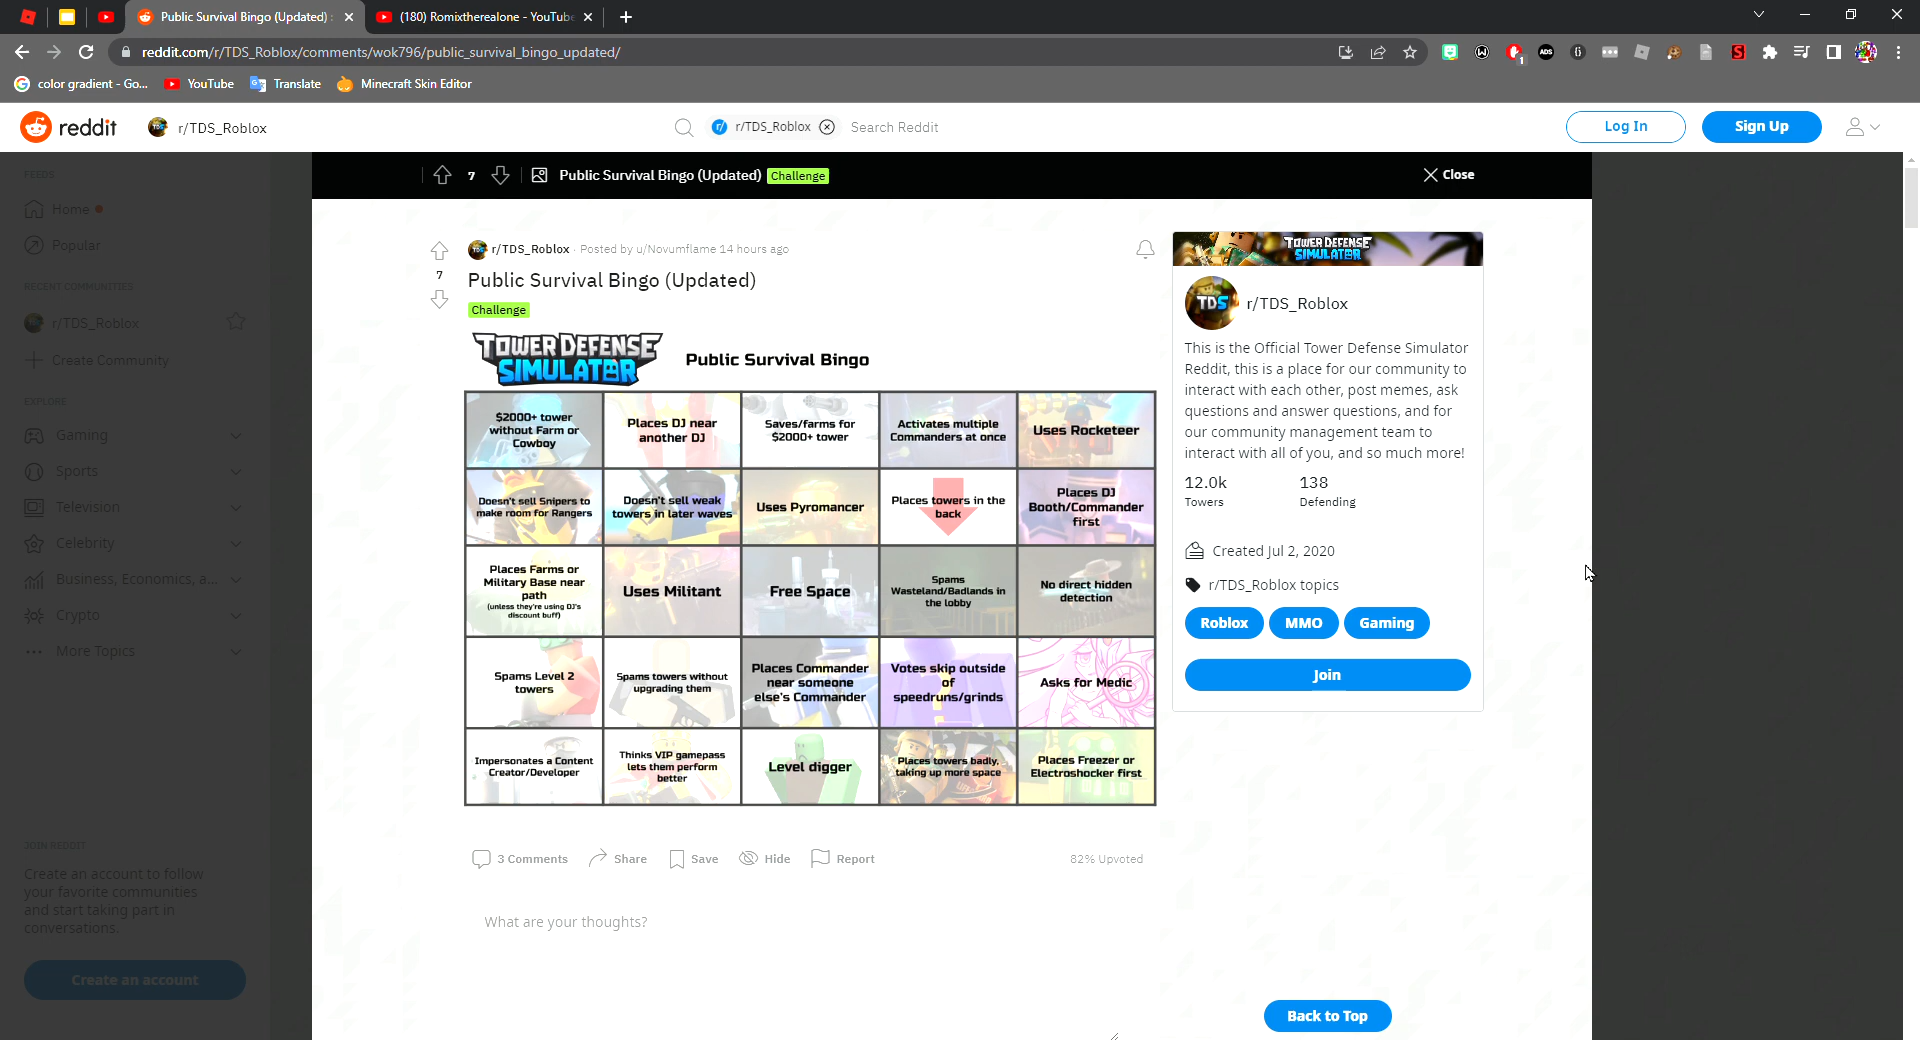 Public Survival Bingo (Updated) :
(180) Romixtherealone - YouTube
reddit.com/r/TDS_Roblox/comments/wok796/public_survival_bingo_updated/
1
ADS
color gradient - Go...
YouTube
Translate
Minecraft Skin Editor
reddit
r/TDS_Roblox
r/TDS_Roblox
Search Reddit
Log In
Sign Up
7
Public Survival Bingo (Updated)
Challenge
Close
FEEDS
Home
Popular
RECENT COMMUNITIES
r/TDS_Roblox
Create Community
EXPLORE
Gaming
Sports
Television
Celebrity
Business, Economics, a...
Crypto
More Topics
JOIN REDDIT
Create an account to follow
your favorite communities
and start taking part in
conversations.
Create an account
7
r/TDS_Roblox · Posted by u/Novumflame 14 hours ago
Public Survival Bingo (Updated)
Challenge
TOWER DEFENSE
SIMULATOR
Public Survival Bingo
$2000+ tower
without Farm or
Cowboy
Places DJ near
another DJ
Saves/farms for
$2000+ tower
Activates multiple
Commanders at once
Uses Rocketeer
Doesn't sell Snipers to
make room for Rangers
Doesn't sell weak
towers in later waves
Uses Pyromancer
Places towers in the
back
Places DJ
Booth/Commander
first
Places Farms or
Military Base near
path
(unless they're using DJ's
discount buff)
Uses Militant
Free Space
Spams
Wasteland/Badlands in
the lobby
No direct hidden
detection
Spams Level 2
towers
Spams towers without
upgrading them
Places Commander
near someone
else's Commander
Votes skip outside
of
speedruns/grinds
Asks for Medic
Impersonates a Content
Creator/Developer
Thinks VIP gamepass
lets them perform
better
Level digger
Places towers badly,
taking up more space
Places Freezer or
Electroshocker first
3 Comments
Share
Save
Hide
Report
82% Upvoted
What are your thoughts?
TOWER DEFENSE
SIMULATOR
TDS
r/TDS_Roblox
This is the Official Tower Defense Simulator
Reddit, this is a place for our community to
interact with each other, post memes, ask
questions and answer questions, and for
our community management team to
interact with all of you, and so much more!
12.0k
Towers
138
Defending
Created Jul 2, 2020
r/TDS_Roblox topics
Roblox
MMO
Gaming
Join
Back to Top